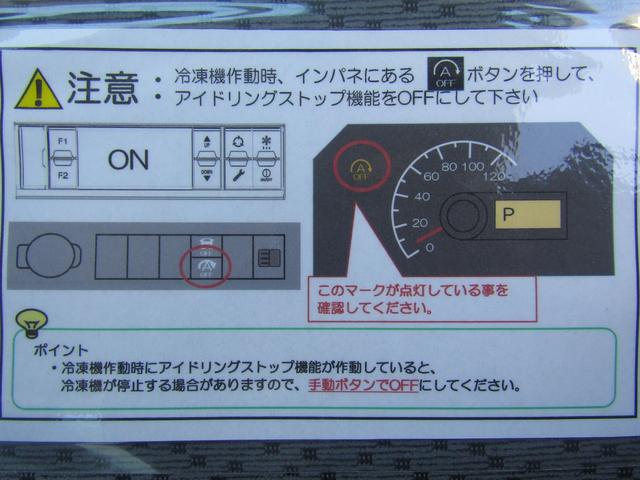 注意
・ 冷凍機作動時、インパネにある A OFF ボタンを押して、
・ アイドリングストップ機能をOFFにして下さい
F1
F2
ON
UP
DOWN
ON/OFF
A
OFF
0
20
40
60
80
100
120
P
OFF
A
OFF
このマークが点灯している事を
確認してください。
ポイント
・冷凍機作動時にアイドリングストップ機能が作動していると、
冷凍機が停止する場合がありますので、手動ボタンでOFFにしてください。